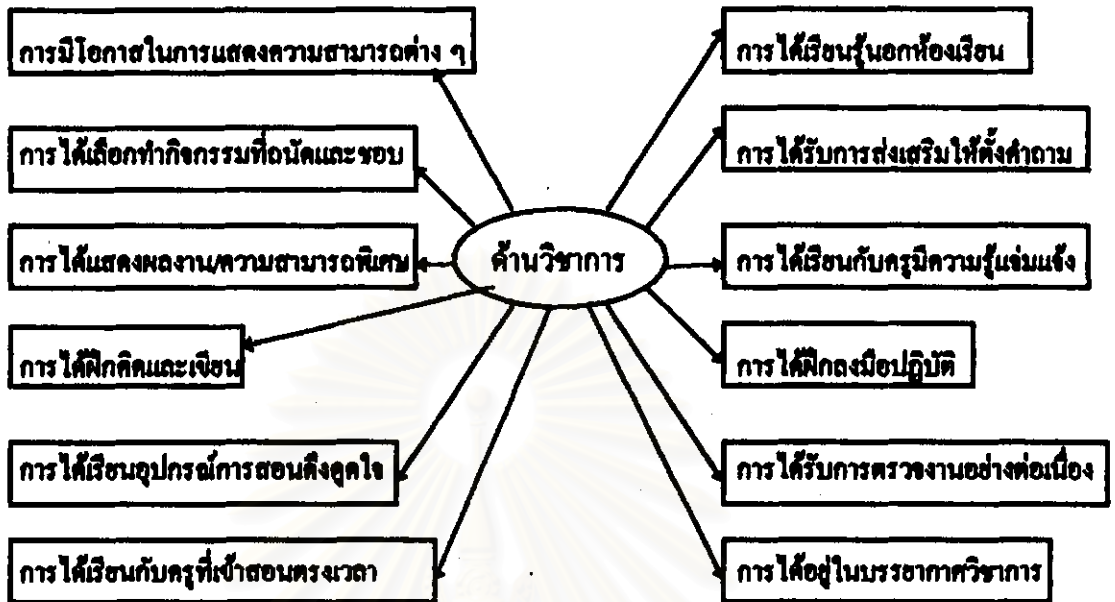 การมีโอกาสในการแสดงความสามารถต่าง ๆ
การได้เลือกทำกิจกรรมที่ถนัดและชอบ
การได้แสดงผลงาน/ความสามารถพิเศษ
การได้ฝึกคิดและเขียน
การได้เรียนอุปกรณ์การสอนดึงดูดใจ
การได้เรียนกับครูที่เข้าสอนตรงเวลา
ด้านวิชาการ
การได้เรียนรู้นอกห้องเรียน
การได้รับการส่งเสริมให้ตั้งคำถาม
การได้เรียนกับครูมีความรู้แจ่มแจ้ง
การได้ฝึกลงมือปฏิบัติ
การได้รับการตรวจงานอย่างต่อเนื่อง
การได้อยู่ในบรรยากาศวิชาการ